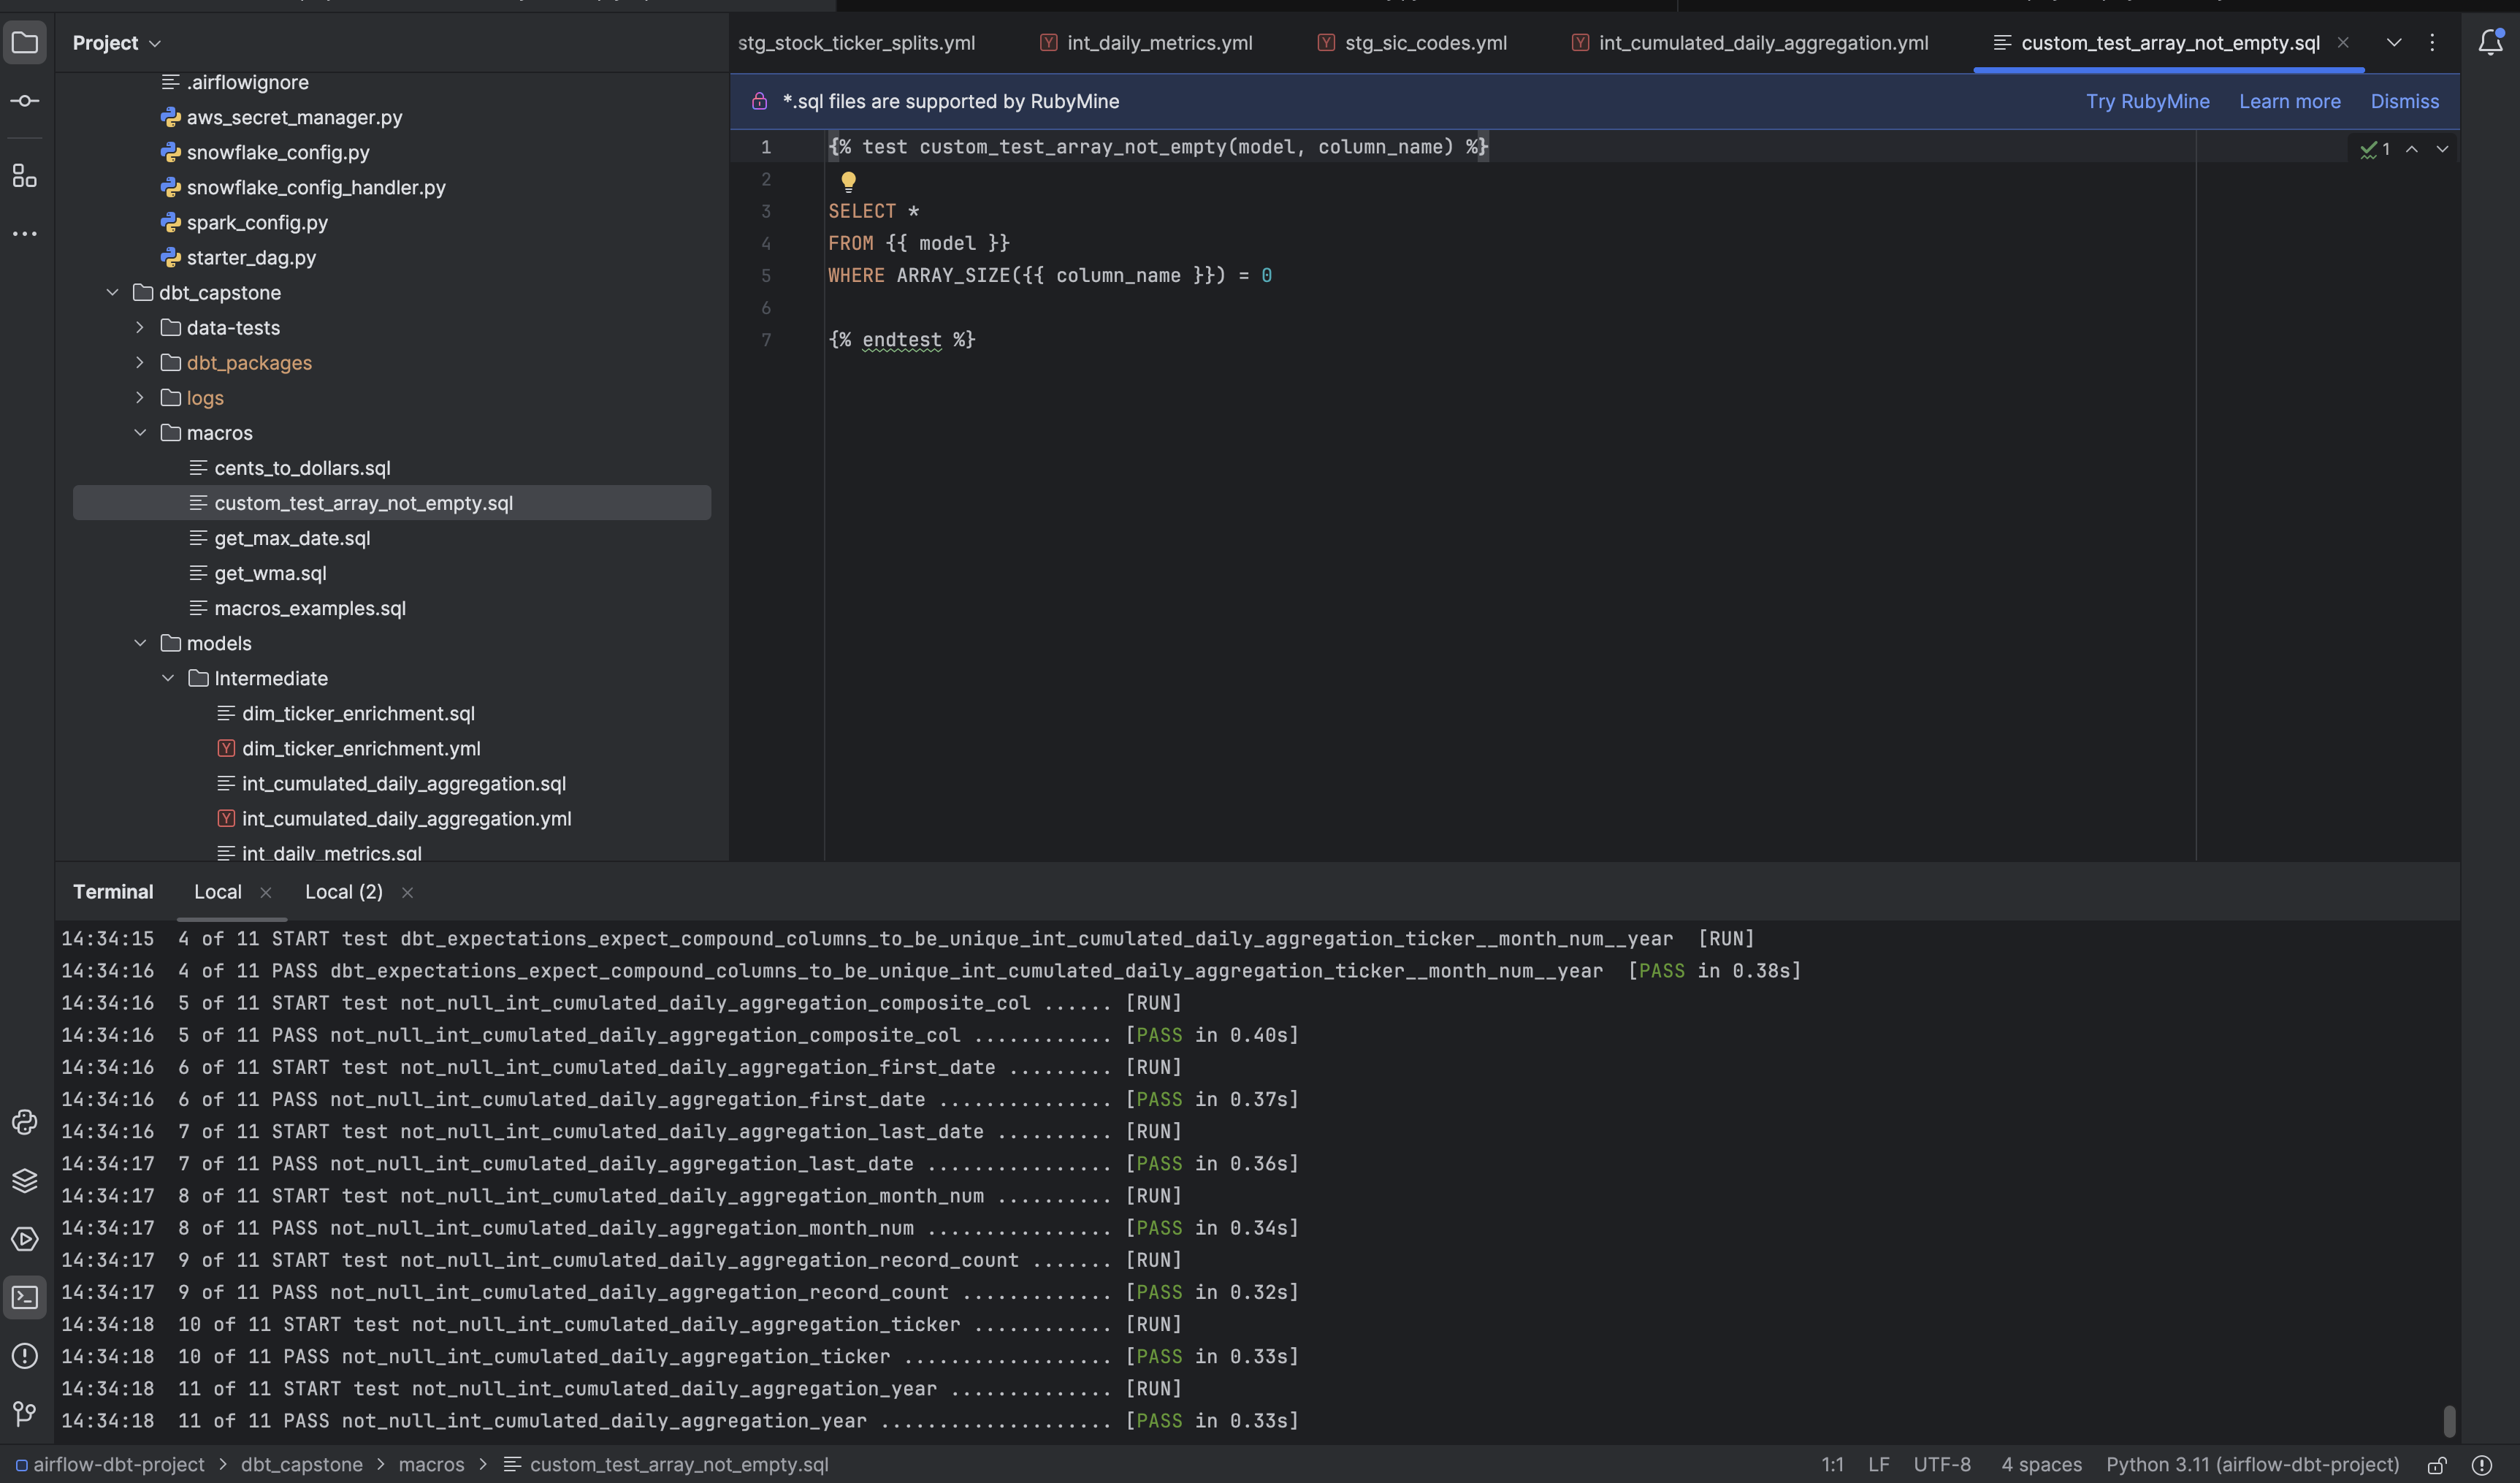 Project
.airflowignore
aws_secret_manager.py
snowflake_config.py
snowflake_config_handler.py
spark_config.py
starter_dag.py
dbt_capstone
data-tests
dbt_packages
logs
macros
cents_to_dollars.sql
custom_test_array_not_empty.sql
get_max_date.sql
get_wma.sql
macros_examples.sql
models
Intermediate
dim_ticker_enrichment.sql
dim_ticker_enrichment.yml
int_cumulated_daily_aggregation.sql
int_cumulated_daily_aggregation.yml
int_daily_metrics.sql
stg_stock_ticker_splits.yml int_daily_metrics.yml stg_sic_codes.yml int_cumulated_daily_aggregation.yml custom_test_array_not_empty.sql
*.sql files are supported by RubyMine Try RubyMine Learn more Dismiss
1 {% test custom_test_array_not_empty(model, column_name) %} 1
2
3 SELECT *
4 FROM {{ model }}
5 WHERE ARRAY_SIZE({{ column_name }}) = 0
6
7 {% endtest %}
Terminal Local Local (2)
14:34:15 4 of 11 START test dbt_expectations_expect_compound_columns_to_be_unique_int_cumulated_daily_aggregation_ticker__month_num__year [RUN]
14:34:16 4 of 11 PASS dbt_expectations_expect_compound_columns_to_be_unique_int_cumulated_daily_aggregation_ticker__month_num__year [PASS in 0.38s]
14:34:16 5 of 11 START test not_null_int_cumulated_daily_aggregation_composite_col ...... [RUN]
14:34:16 5 of 11 PASS not_null_int_cumulated_daily_aggregation_composite_col ............ [PASS in 0.40s]
14:34:16 6 of 11 START test not_null_int_cumulated_daily_aggregation_first_date ......... [RUN]
14:34:16 6 of 11 PASS not_null_int_cumulated_daily_aggregation_first_date ............... [PASS in 0.37s]
14:34:16 7 of 11 START test not_null_int_cumulated_daily_aggregation_last_date .......... [RUN]
14:34:17 7 of 11 PASS not_null_int_cumulated_daily_aggregation_last_date ................ [PASS in 0.36s]
14:34:17 8 of 11 START test not_null_int_cumulated_daily_aggregation_month_num .......... [RUN]
14:34:17 8 of 11 PASS not_null_int_cumulated_daily_aggregation_month_num ................ [PASS in 0.34s]
14:34:17 9 of 11 START test not_null_int_cumulated_daily_aggregation_record_count ....... [RUN]
14:34:17 9 of 11 PASS not_null_int_cumulated_daily_aggregation_record_count ............. [PASS in 0.32s]
14:34:18 10 of 11 START test not_null_int_cumulated_daily_aggregation_ticker ............ [RUN]
14:34:18 10 of 11 PASS not_null_int_cumulated_daily_aggregation_ticker .................. [PASS in 0.33s]
14:34:18 11 of 11 START test not_null_int_cumulated_daily_aggregation_year .............. [RUN]
14:34:18 11 of 11 PASS not_null_int_cumulated_daily_aggregation_year .................... [PASS in 0.33s]
airflow-dbt-project > dbt_capstone > macros > custom_test_array_not_empty.sql 1:1 LF UTF-8 4 spaces Python 3.11 (airflow-dbt-project)